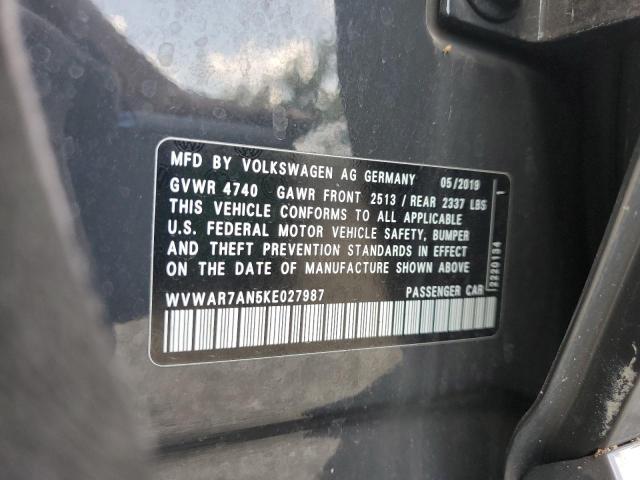 MFD BY VOLKSWAGEN AG GERMANY 05/2019
GVWR 4740 GAWR FRONT 2513 / REAR 2337 LBS
THIS VEHICLE CONFORMS TO ALL APPLICABLE
U.S. FEDERAL MOTOR VEHICLE SAFETY, BUMPER
AND THEFT PREVENTION STANDARDS IN EFFECT
ON THE DATE OF MANUFACTURE SHOWN ABOVE
WVWAR7AN5KE027987 PASSENGER CAR
2220134